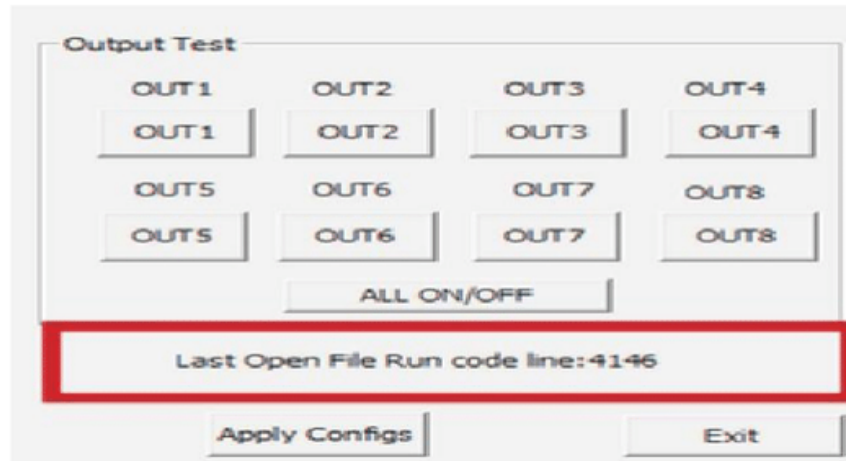 Output Test
OUT1 OUT2 OUT3 OUT4
OUT1 OUT2 OUT3 OUT4
OUT5 OUT6 OUT7 OUT8
OUT5 OUT6 OUT7 OUT8
ALL ON/OFF
Last Open File Run code line:4146
Apply Configs Exit